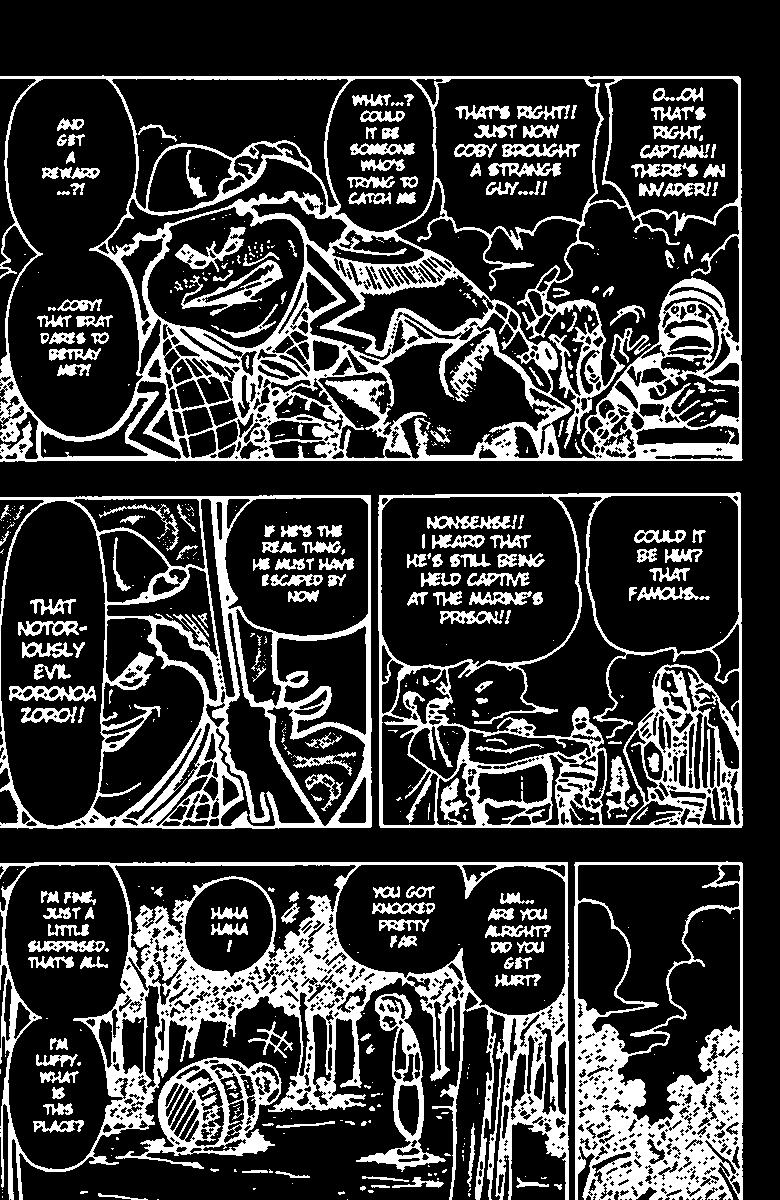 O...OH
THAT'S
RIGHT,
CAPTAIN!!
THERE'S AN
INVADER!!
THAT'S RIGHT!!
JUST NOW
COBY BROUGHT
A STRANGE
GUY...!!
WHAT...?
COULD
IT BE
SOMEONE
WHO'S
TRYING TO
CATCH ME
AND
GET
A
REWARD
...?!
...COBY!
THAT BRAT
DARES TO
BETRAY
ME?!
COULD IT
BE HIM?
THAT
FAMOUS...
NONSENSE!!
I HEARD THAT
HE'S STILL BEING
HELD CAPTIVE
AT THE MARINE'S
PRISON!!
IF HE'S THE
REAL THING,
HE MUST HAVE
ESCAPED BY
NOW
THAT
NOTOR-
IOUSLY
EVIL
RORONOA
ZORO!!
UM...
ARE YOU
ALRIGHT?
DID YOU
GET
HURT?
YOU GOT
KNOCKED
PRETTY
FAR
HAHA
HAHA
!
I'M FINE,
JUST A
LITTLE
SURPRISED.
THAT'S ALL.
I'M
LUFFY.
WHAT
IS
THIS
PLACE?